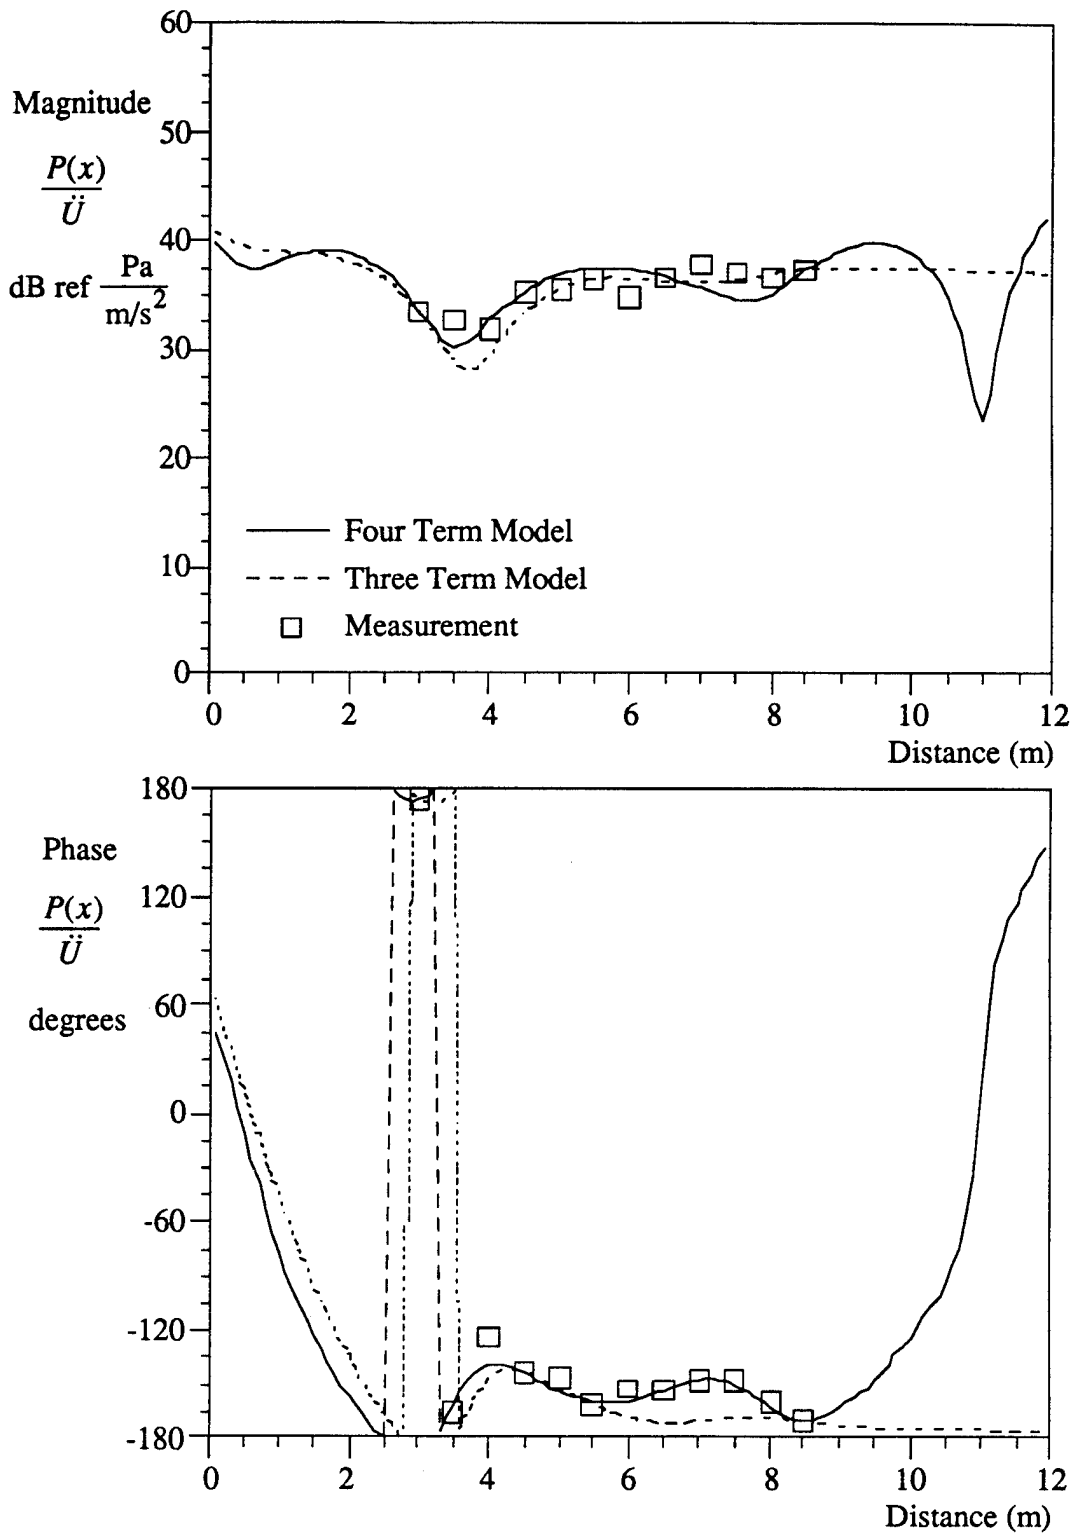 60
Magnitude
50
P(x)
Ü
40
dB ref Pa
m/s²
30
20
Four Term Model
10
Three Term Model
Measurement
0
0 2 4 6 8 10 12
Distance (m)
180
Phase
120
P(x)
Ü
60
degrees
0
-60
-120
-180
0 2 4 6 8 10 12
Distance (m)